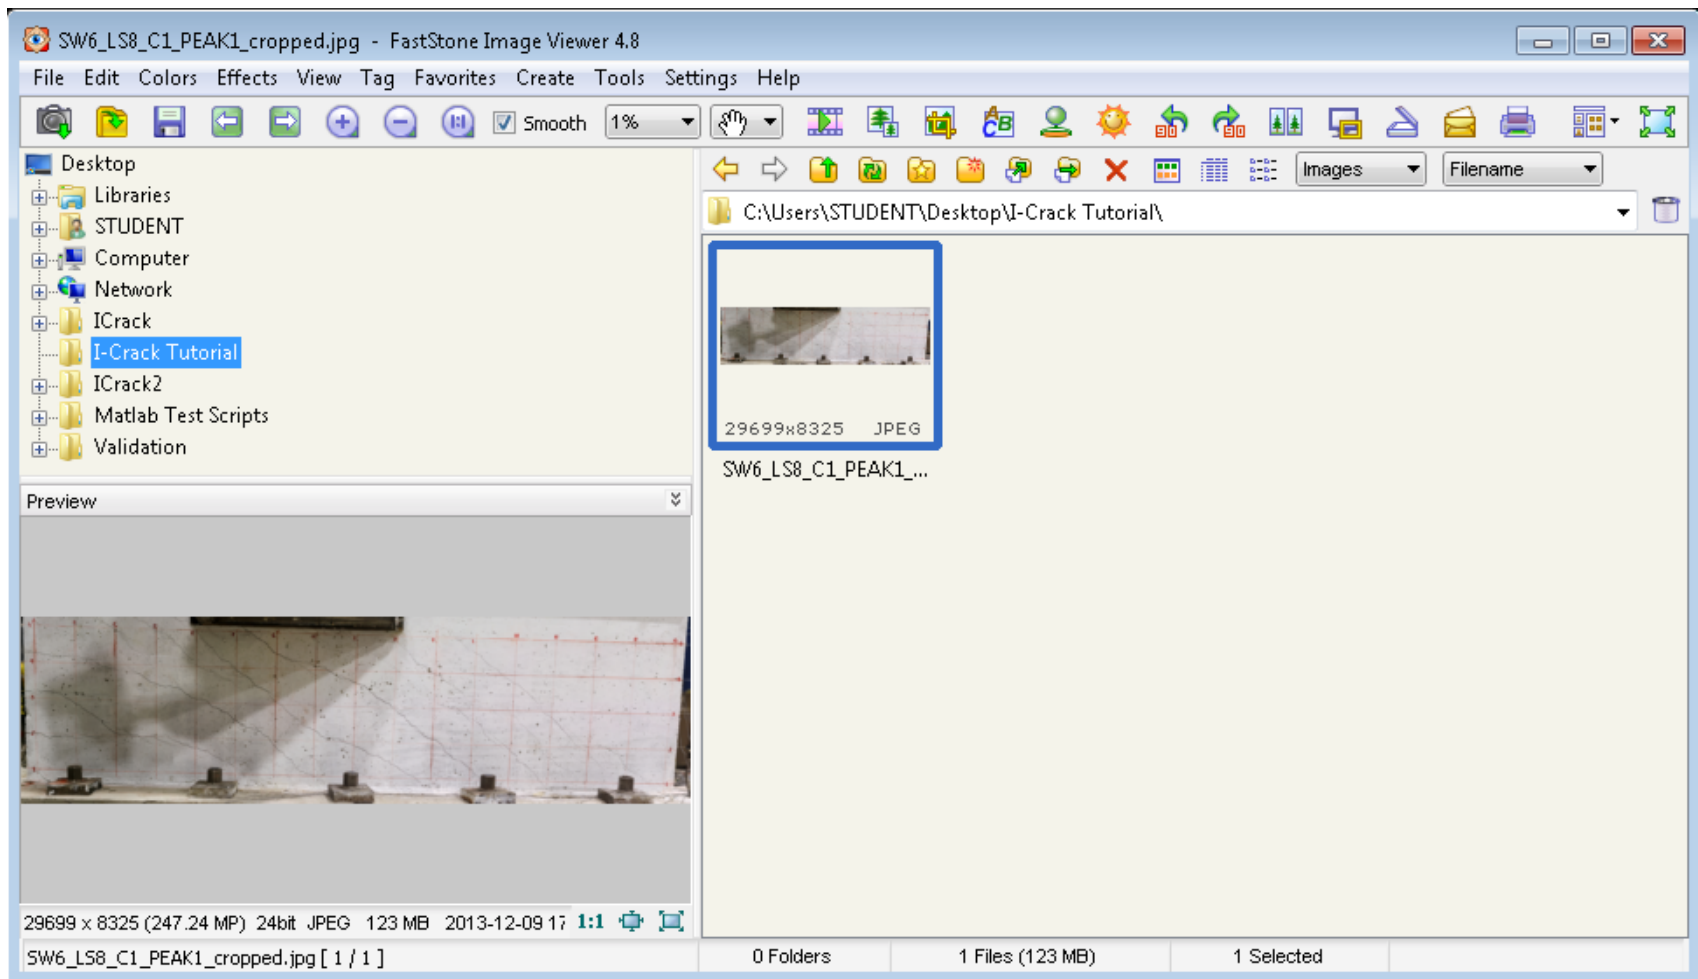 SW6_LS8_C1_PEAK1_cropped.jpg - FastStone Image Viewer 4.8
File Edit Colors Effects View Tag Favorites Create Tools Settings Help
Smooth 1%
Desktop
Libraries
STUDENT
Computer
Network
ICrack
I-Crack Tutorial
ICrack2
Matlab Test Scripts
Validation
Images Filename
C:\Users\STUDENT\Desktop\I-Crack Tutorial\
29699x8325 JPEG
SW6_LS8_C1_PEAK1_...
Preview
29699 x 8325 (247.24 MP) 24bit JPEG 123 MB 2013-12-09 17 1:1
SW6_LS8_C1_PEAK1_cropped.jpg [ 1 / 1 ] 0 Folders 1 Files (123 MB) 1 Selected